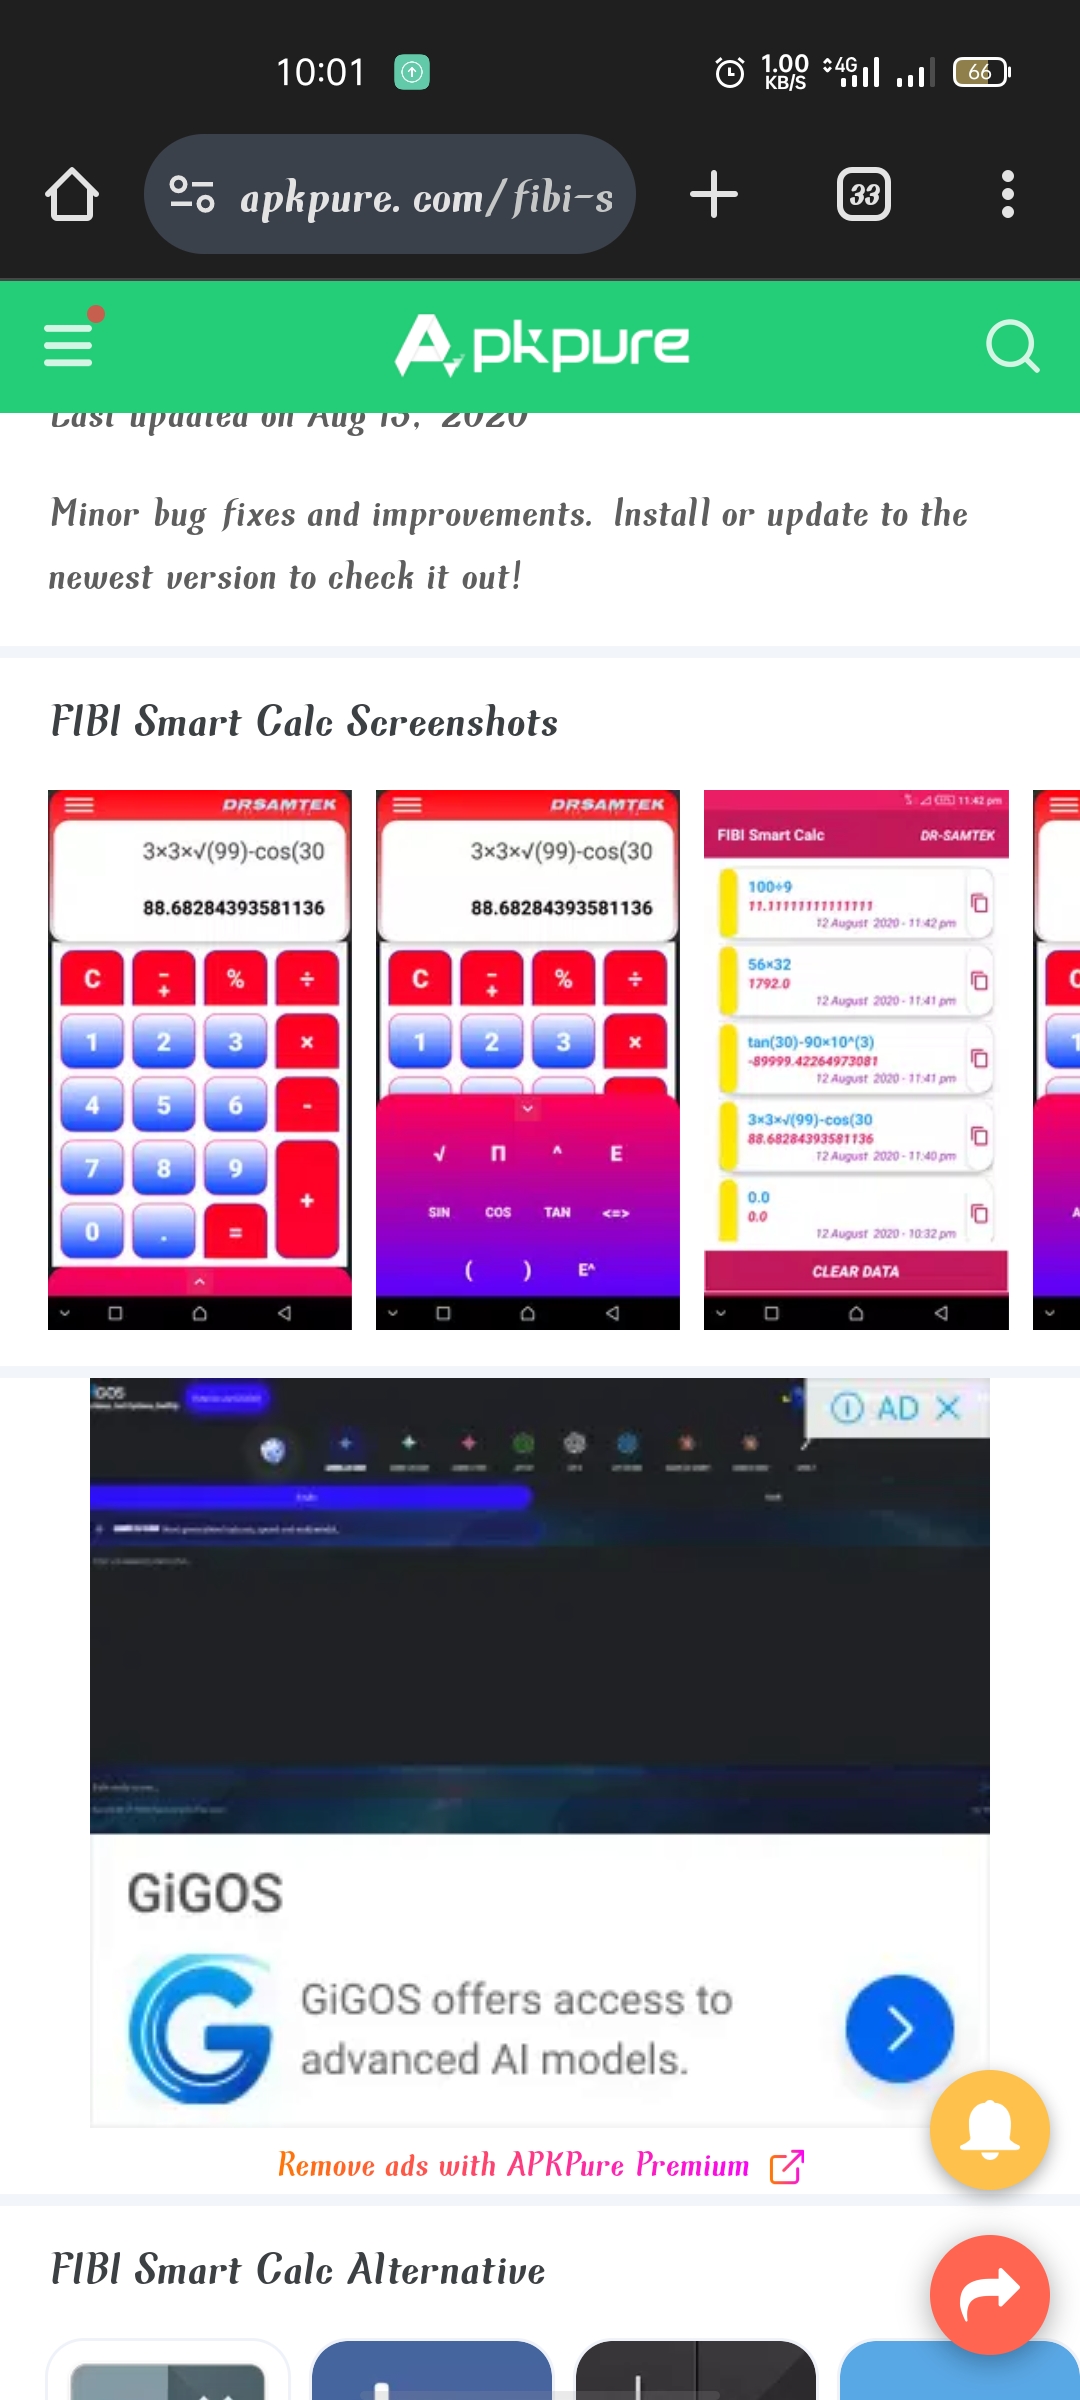 10:01
1.00
KB/S
4G
66
apkpure. com/fibi-s
33
Apkpure
Last updated on Aug 15, 2020
Minor bug fixes and improvements. Install or update to the
newest version to check it out!
FIBI Smart Calc Screenshots
DRSAMTEK
3×3×√(99)-cos(30
88.68284393581136
C - + % ÷
1 2 3 ×
4 5 6 -
7 8 9
+
0 . =
DRSAMTEK
3×3×√(99)-cos(30
88.68284393581136
C - + % ÷
1 2 3 ×
√ Π ^ E
SIN COS TAN <=>
( ) E^
11:42 pm
FIBI Smart Calc DR-SAMTEK
100÷9
11.11111111111111
12 August 2020 - 11:42 pm
56×32
1792.0
12 August 2020 - 11:41 pm
tan(30)-90×10^(3)
-89999.42264973081
12 August 2020 - 11:41 pm
3×3×√(99)-cos(30
88.68284393581136
12 August 2020 - 11:40 pm
0.0
0.0
12 August 2020 - 10:32 pm
CLEAR DATA
AD
GiGOS
GiGOS offers access to
advanced AI models.
Remove ads with APKPure Premium
FIBI Smart Calc Alternative